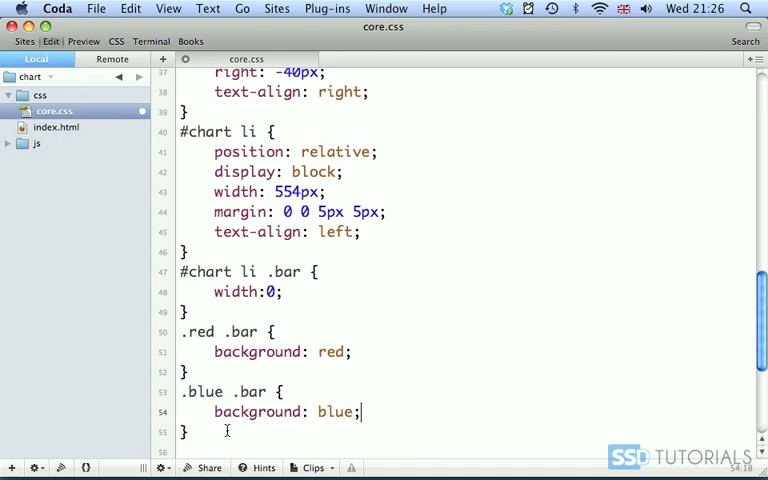 Coda File Edit View Text Go Sites Plug-ins Window Help Wed 21:26
core.css
Sites Edit Preview CSS Terminal Books Search
Local Remote + core.css
chart
css
core.css
index.html
js
37 right: -40px;
38 text-align: right;
39 }
40 #chart li {
41 position: relative;
42 display: block;
43 width: 554px;
44 margin: 0 0 5px 5px;
45 text-align: left;
46 }
47 #chart li .bar {
48 width:0;
49 }
50 .red .bar {
51 background: red;
52 }
53 .blue .bar {
54 background: blue;
55 }
56
SSD TUTORIALS
Share Hints Clips 54:18